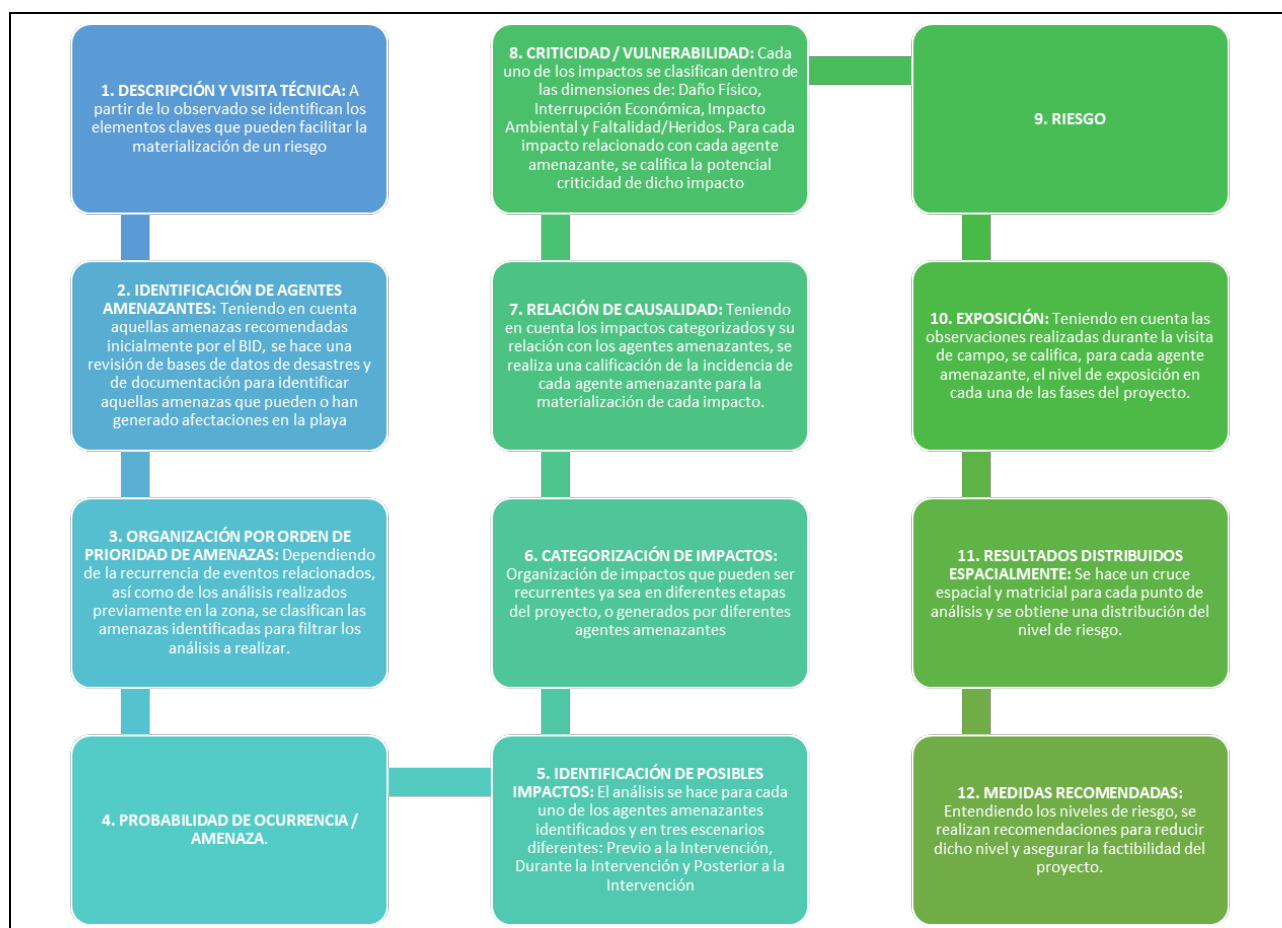 1. DESCRIPCIÓN Y VISITA TÉCNICA: A
partir de lo observado se identifican los
elementos claves que pueden facilitar la
materialización de un riesgo
2. IDENTIFICACIÓN DE AGENTES
AMENAZANTES: Teniendo en cuenta
aquellas amenazas recomendadas
inicialmente por el BID, se hace una
revisión de bases de datos de desastres y
de documentación para identificar
aquellas amenazas que pueden o han
generado afectaciones en la playa
3. ORGANIZACIÓN POR ORDEN DE
PRIORIDAD DE AMENAZAS: Dependiendo
de la recurrencia de eventos relacionados,
así como de los análisis realizados
previamente en la zona, se clasifican las
amenazas identificadas para filtrar los
análisis a realizar.
4. PROBABILIDAD DE OCURRENCIA /
AMENAZA.
5. IDENTIFICACIÓN DE POSIBLES
IMPACTOS: El análisis se hace para cada
uno de los agentes amenazantes
identificados y en tres escenarios
diferentes: Previo a la Intervención,
Durante la Intervención y Posterior a la
Intervención
6. CATEGORIZACIÓN DE IMPACTOS:
Organización de impactos que pueden ser
recurrentes ya sea en diferentes etapas
del proyecto, o generados por diferentes
agentes amenazantes
7. RELACIÓN DE CAUSALIDAD: Teniendo
en cuenta los impactos categorizados y su
relación con los agentes amenazantes, se
realiza una calificación de la incidencia de
cada agente amenazante para la
materialización de cada impacto.
8. CRITICIDAD / VULNERABILIDAD: Cada
uno de los impactos se clasifican dentro de
las dimensiones de: Daño Físico,
Interrupción Económica, Impacto
Ambiental y Faltalidad/Heridos. Para cada
impacto relacionado con cada agente
amenazante, se califica la potencial
criticidad de dicho impacto
9. RIESGO
10. EXPOSICIÓN: Teniendo en cuenta las
observaciones realizadas durante la visita
de campo, se califica, para cada agente
amenazante, el nivel de exposición en
cada una de las fases del proyecto.
11. RESULTADOS DISTRIBUIDOS
ESPACIALMENTE: Se hace un cruce
espacial y matricial para cada punto de
análisis y se obtiene una distribución del
nivel de riesgo.
12. MEDIDAS RECOMENDADAS:
Entendiendo los niveles de riesgo, se
realizan recomendaciones para reducir
dicho nivel y asegurar la factibilidad del
proyecto.